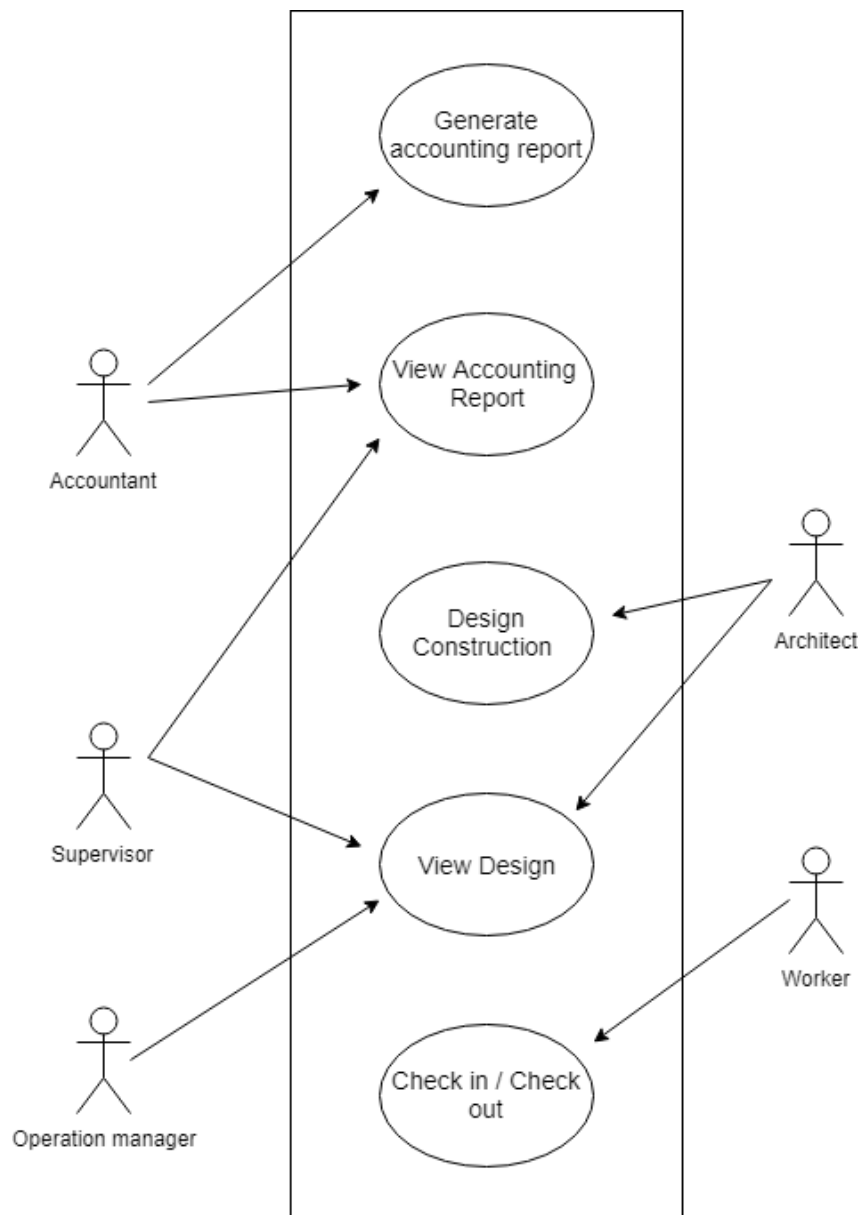 Generate
accounting report
View Accounting
Report
Accountant
Design
Construction
Architect
Supervisor
View Design
Worker
Check in / Check
out
Operation manager